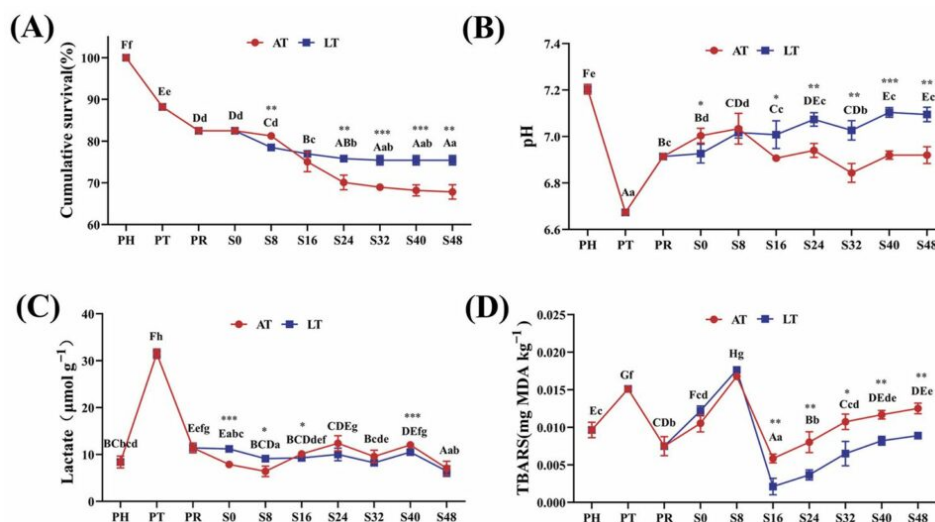 (A)
AT LT
Cumulative survival(%)
100
90
80
70
60
Ff
Ee
Dd
Dd
**
Cd
Bc
**
ABb
***
Aab
***
Aab
**
Aa
PH PT PR S0 S8 S16 S24 S32 S40 S48
(B)
AT LT
pH
7.4
7.2
7.0
6.8
6.6
Fe
Aa
Bc
*
Bd
CDd
*
Cc
**
DEc
**
CDb
***
Ec
**
Ec
PH PT PR S0 S8 S16 S24 S32 S40 S48
(C)
AT LT
Lactate (μmol g⁻¹)
40
30
20
10
0
BCbcd
Fh
Eefg
***
Eabc
*
BCDa
*
BCDdef
CDEg
Bcde
***
DEfg
Aab
PH PT PR S0 S8 S16 S24 S32 S40 S48
(D)
AT LT
TBARS(mg MDA kg⁻¹)
0.025
0.020
0.015
0.010
0.005
0.000
Ec
Gf
CDb
Fcd
Hg
**
Aa
**
Bb
*
Ccd
**
DEde
**
DEe
PH PT PR S0 S8 S16 S24 S32 S40 S48